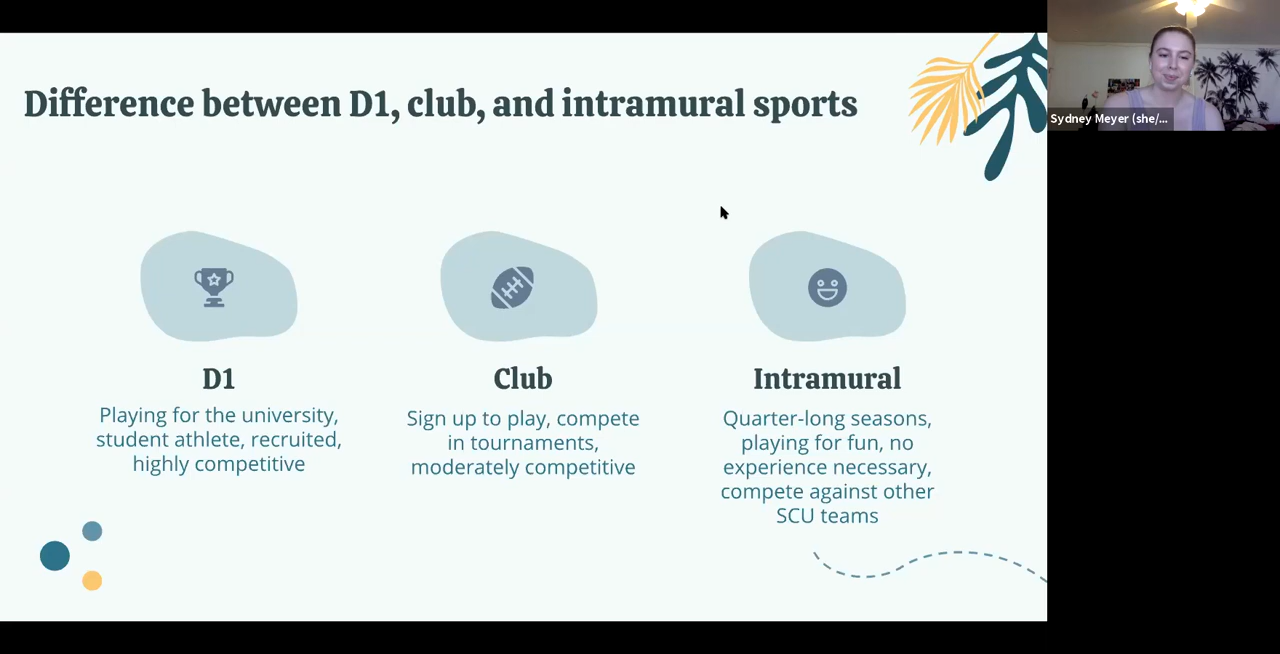 Difference between D1, club, and intramural sports
Sydney Meyer (she/...
D1
Playing for the university,
student athlete, recruited,
highly competitive
Club
Sign up to play, compete
in tournaments,
moderately competitive
Intramural
Quarter-long seasons,
playing for fun, no
experience necessary,
compete against other
SCU teams